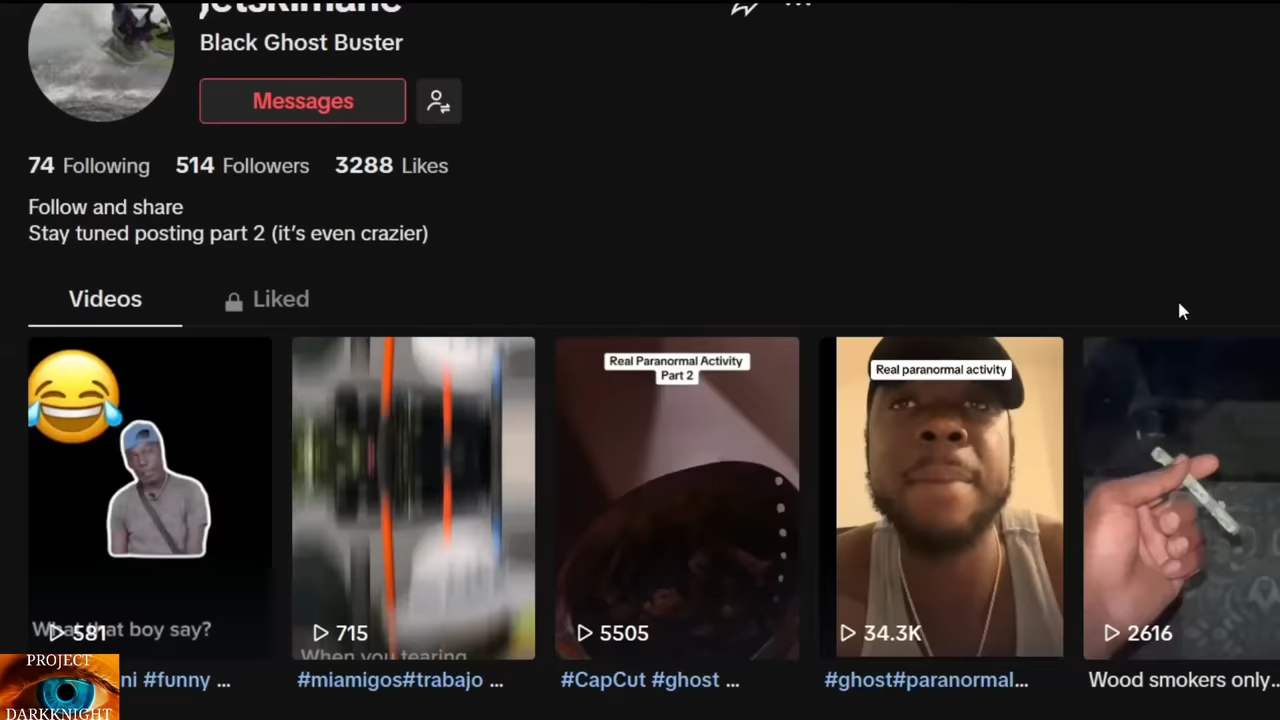 jetskimane
Black Ghost Buster
Messages
74 Following 514 Followers 3288 Likes
Follow and share
Stay tuned posting part 2 (it's even crazier)
Videos Liked
Real Paranormal Activity
Part 2
Real paranormal activity
What that boy say?
581
715
5505
34.3K
2616
When you tearing
ni #funny ...
#miamigos#trabajo ...
#CapCut #ghost ...
#ghost#paranormal...
Wood smokers only...
PROJECT
DARKKNIGHT